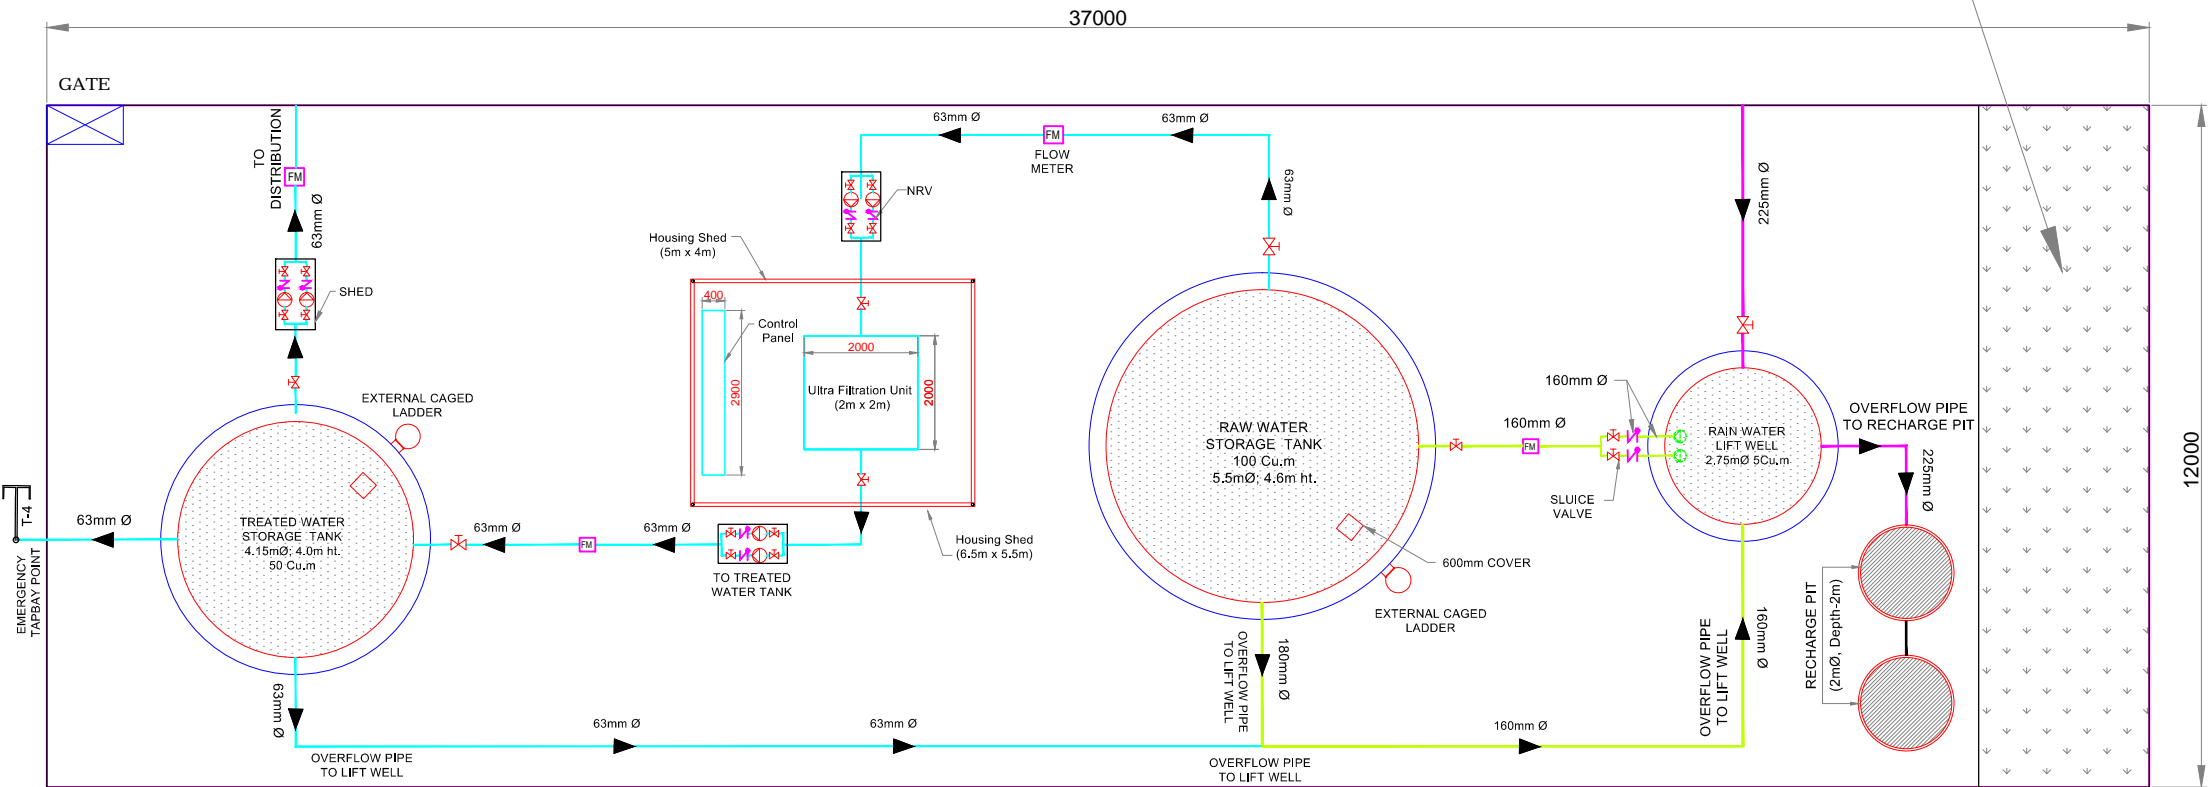 37000
GATE
63mm Ø
FM
63mm Ø
FLOW
METER
TO
DISTRIBUTION
FM
63mm Ø
NRV
63mm Ø
225mm Ø
Housing Shed
(5m x 4m)
SHED
400
Control
Panel
2900
2000
2000
Ultra Filtration Unit
(2m x 2m)
EXTERNAL CAGED
LADDER
160mm Ø
160mm Ø
FM
RAW WATER
STORAGE TANK
100 Cu.m
5.5mØ; 4.6m ht.
RAIN WATER
LIFT WELL
2.75mØ 5Cu.m
OVERFLOW PIPE
TO RECHARGE PIT
225mm Ø
12000
SLUICE
VALVE
T-4
63mm Ø
EMERGENCY
TAPBAY POINT
TREATED WATER
STORAGE TANK
4.15mØ; 4.0m ht.
50 Cu.m
63mm Ø
FM
63mm Ø
TO TREATED
WATER TANK
Housing Shed
(6.5m x 5.5m)
600mm COVER
EXTERNAL CAGED
LADDER
RECHARGE PIT
(2mØ, Depth-2m)
OVERFLOW PIPE
TO LIFT WELL
180mm Ø
OVERFLOW PIPE
TO LIFT WELL
160mm Ø
63mm Ø
63mm Ø
63mm Ø
160mm Ø
OVERFLOW PIPE
TO LIFT WELL
OVERFLOW PIPE
TO LIFT WELL